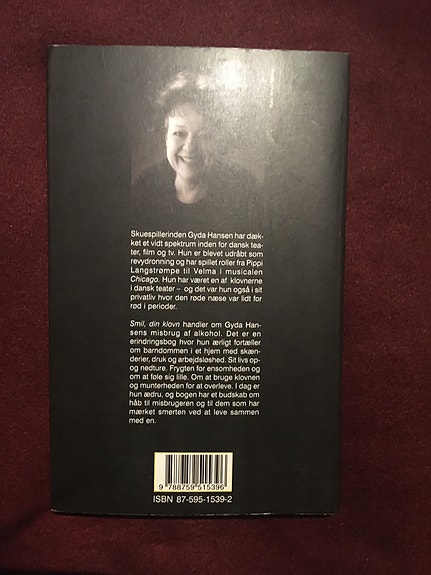 Skuespillerinden Gyda Hansen har dæk-
ket et vidt spektrum inden for dansk tea-
ter, film og tv. Hun er blevet udråbt som
revydronning og har spillet roller fra Pippi
Langstrømpe til Velma i musicalen
Chicago. Hun har været en af klovnerne
i dansk teater – og det var hun også i sit
privatliv hvor den røde næse var lidt for
rød i perioder.
Smil, din klovn handler om Gyda Han-
sens misbrug af alkohol. Det er en
erindringsbog hvor hun ærligt fortæller
om barndommen i et hjem med skæn-
derier, druk og arbejdsløshed. Sit livs op-
og nedture. Frygten for ensomheden og
om at føle sig lille. Om at bruge klovnen
og munterheden for at overleve. I dag er
hun ædru, og bogen har et budskab om
håb til misbrugeren og til dem som har
mærket smerten ved at leve sammen
med en.
9 788759 515396
ISBN 87-595-1539-2